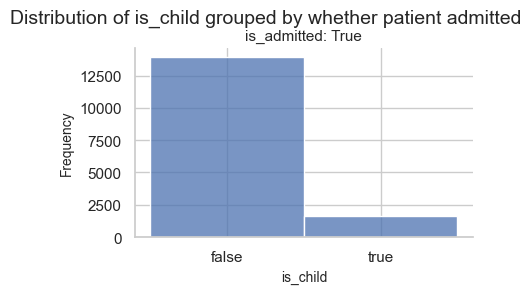 Distribution of is_child grouped by whether patient admitted
is_admitted: True
12500
10000
7500
5000
2500
0
Frequency
false true
is_child